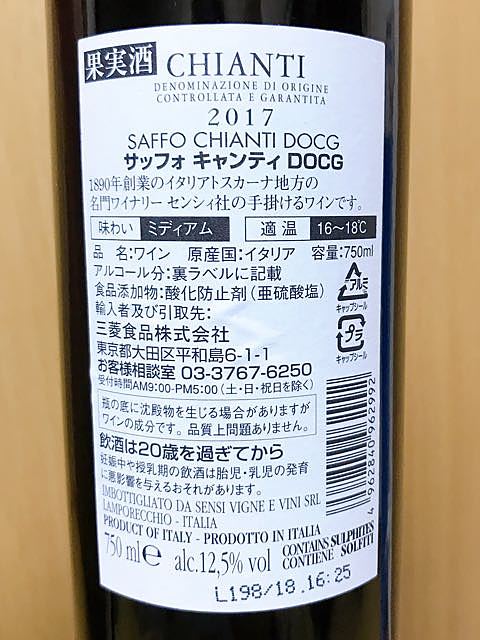 果実酒 CHIANTI
DENOMINAZIONE DI ORIGINE
CONTROLLATA E GARANTITA
2017
SAFFO CHIANTI DOCG
サッフォ キャンティ DOCG
1890年創業のイタリアトスカーナ地方の
名門ワイナリー センシィ社の手掛けるワインです。
味わい ミディアム 適温 16～18℃
品 名:ワイン 原産国:イタリア 容量:750ml
アルコール分:裏ラベルに記載
食品添加物:酸化防止剤(亜硫酸塩)
輸入者及び引取先:
三菱食品株式会社
東京都大田区平和島6-1-1
お客様相談室 03-3767-6250
受付時間AM9:00-PM5:00(土・日・祝日を除く)
アルミ
キャップシール
プラ
キャップシール
瓶の底に沈殿物を生じる場合がありますが
ワインの成分です。品質上問題ありません。
飲酒は20歳を過ぎてから
妊娠中や授乳期の飲酒は胎児・乳児の発育
に悪影響を与えるおそれがあります。
4 962840 962992
IMBOTTIGLIATO DA SENSI VIGNE E VINI SRL
LAMPORECCHIO - ITALIA
PRODUCT OF ITALY - PRODOTTO IN ITALIA
750 ml e alc.12,5% vol
CONTAINS SULPHITES
CONTIENE SOLFITI
L198/18 16:25